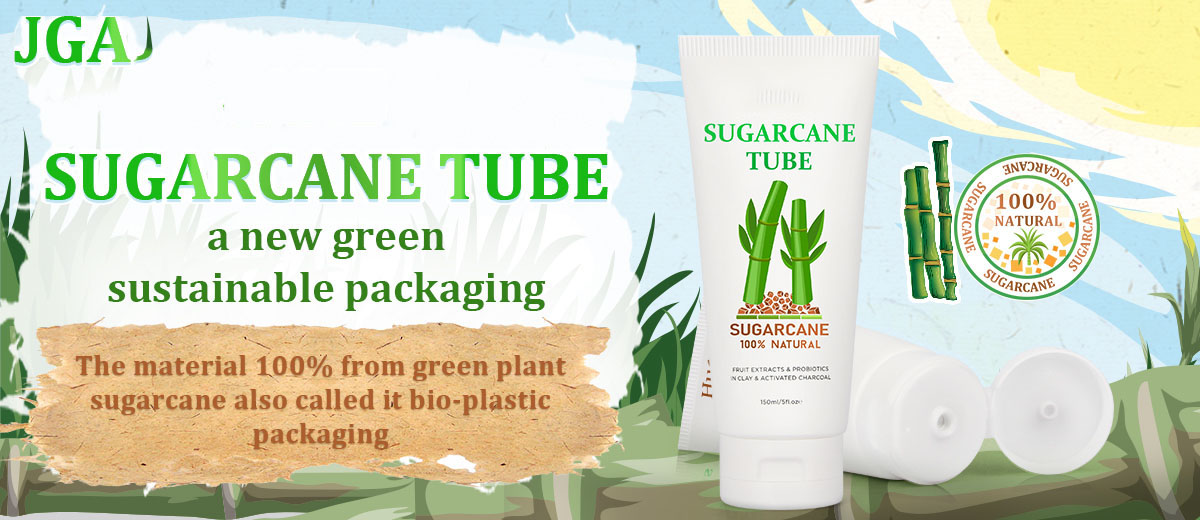 JGA
SUGARCANE TUBE
a new green
sustainable packaging
The material 100% from green plant
sugarcane also called it bio-plastic
packaging
SUGARCANE
TUBE
SUGARCANE
100% NATURAL
FRUIT EXTRACTS & PROBIOTICS
IN CLAY & ACTIVATED CHARCOAL
150ml/5fl.oz
SUGARCANE
SUGARCANE
100%
NATURAL
SUGARCANE
SUGARCANE